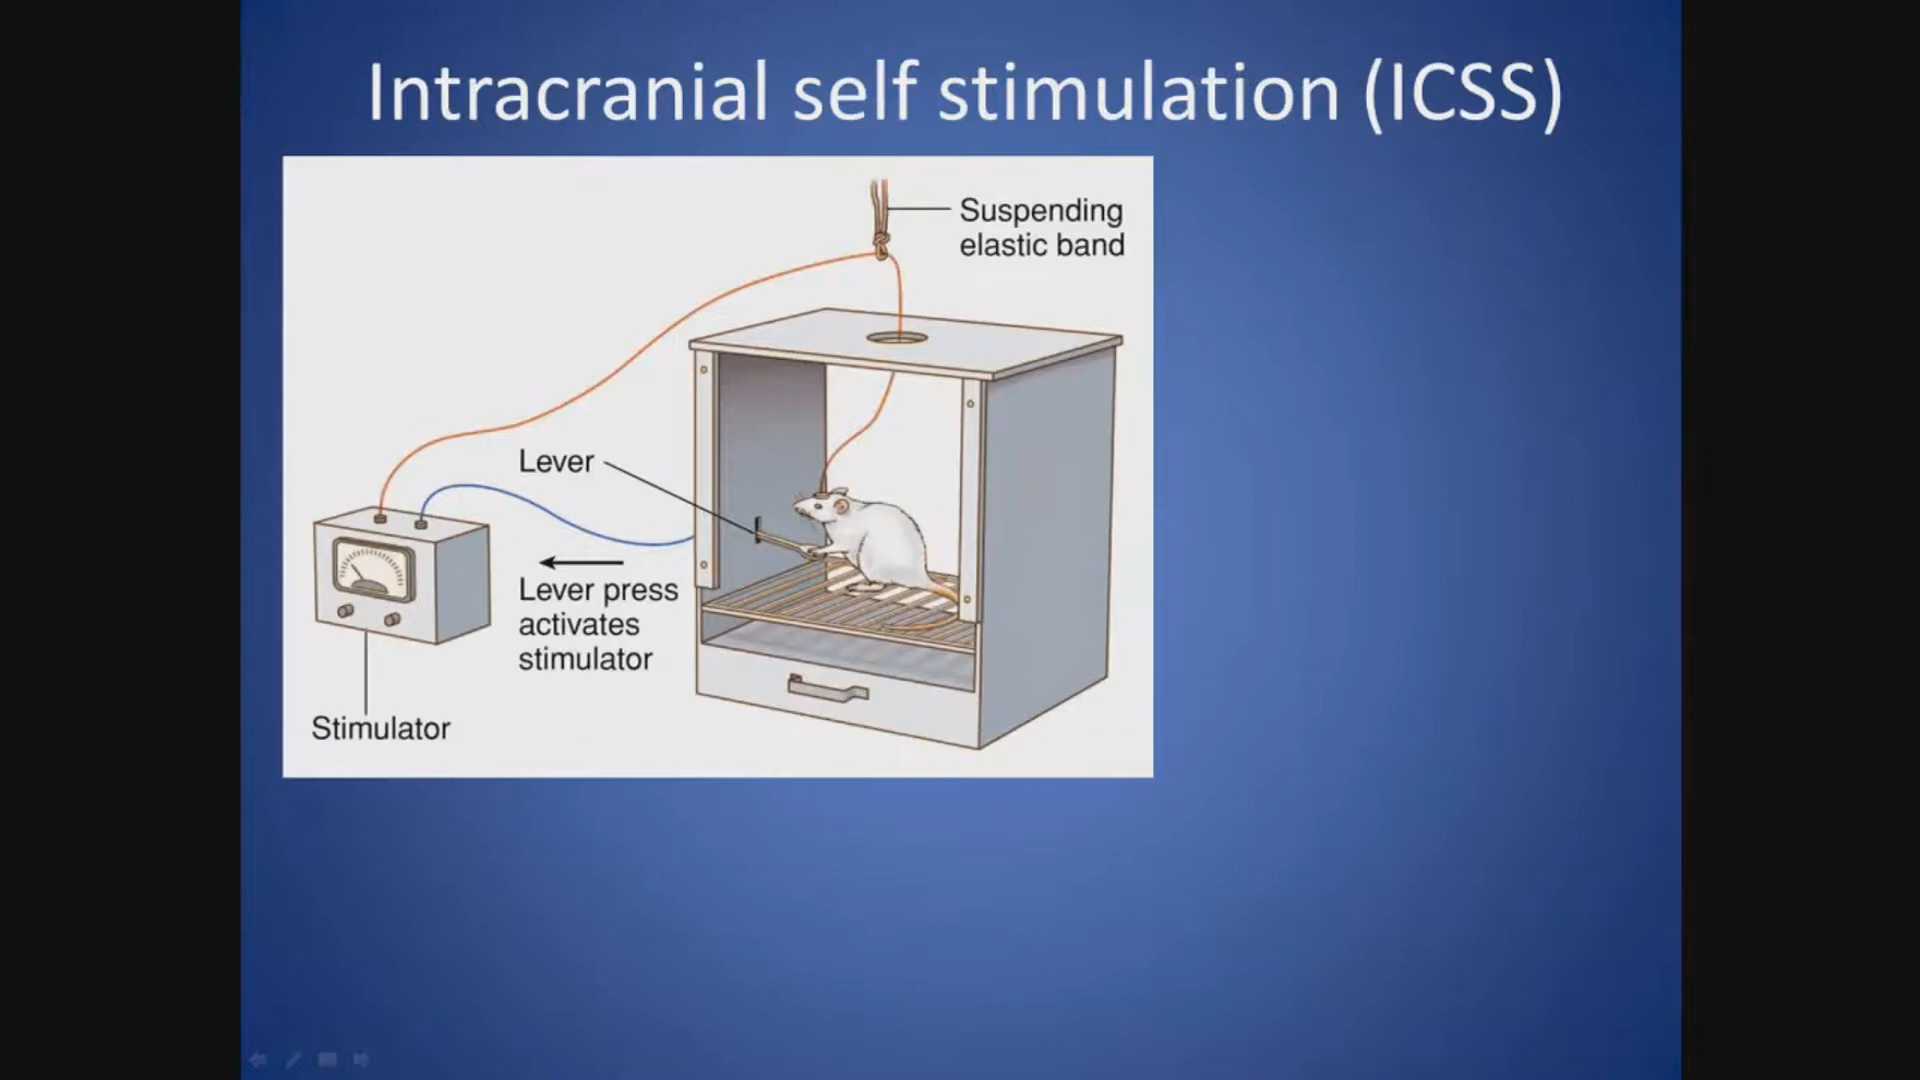 Intracranial self stimulation (ICSS)
Suspending
elastic band
Lever
Lever press
activates
stimulator
Stimulator